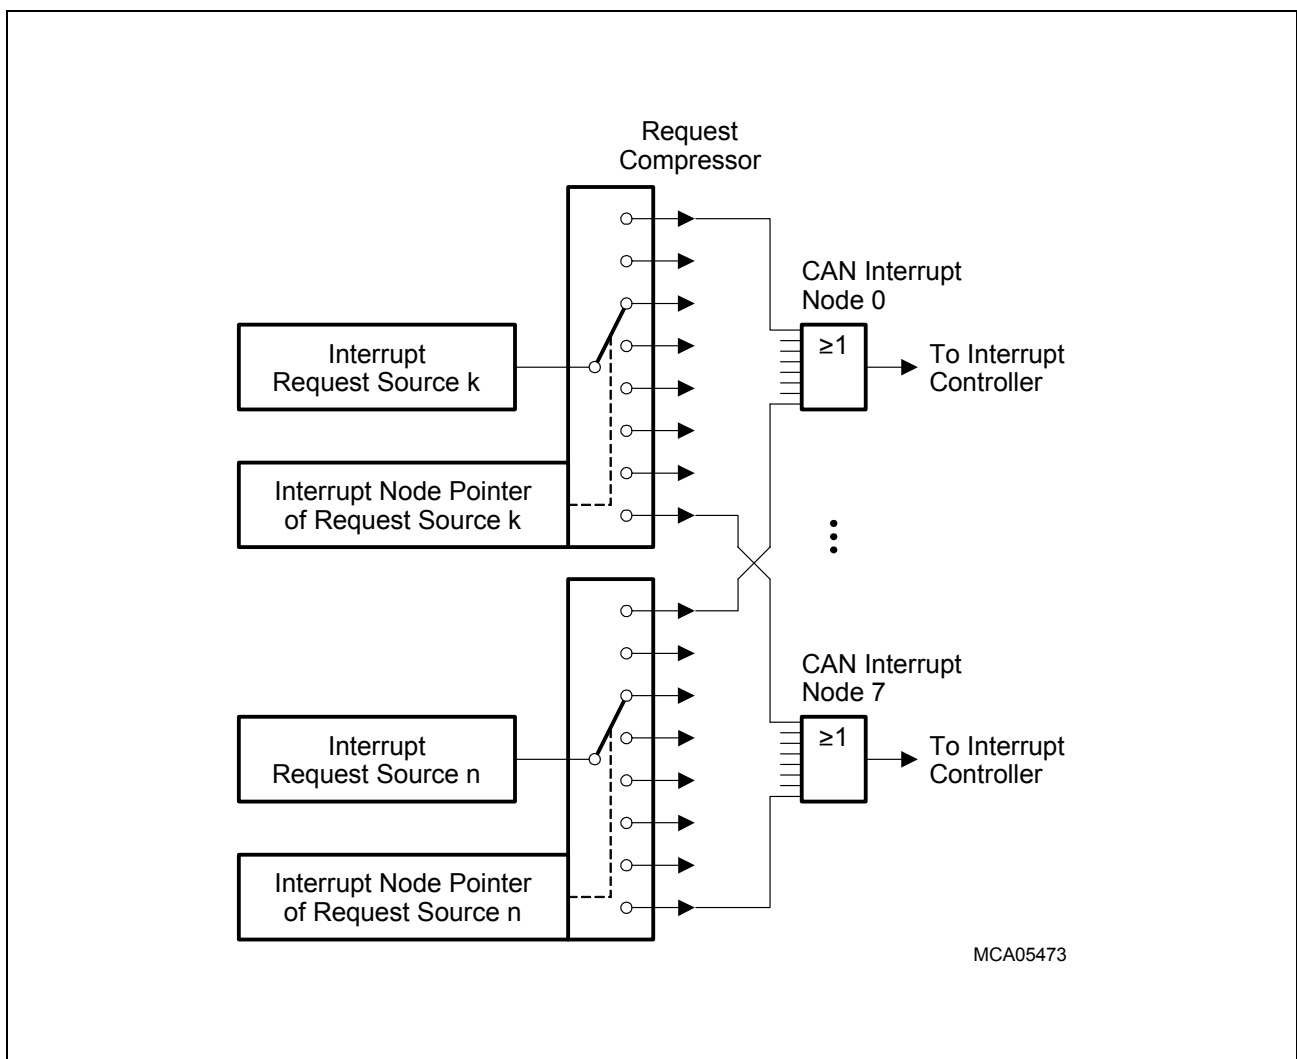 Request
Compressor
CAN Interrupt
Node 0
Interrupt
Request Source k
≥1
To Interrupt
Controller
Interrupt Node Pointer
of Request Source k
CAN Interrupt
Node 7
Interrupt
Request Source n
≥1
To Interrupt
Controller
Interrupt Node Pointer
of Request Source n
MCA05473